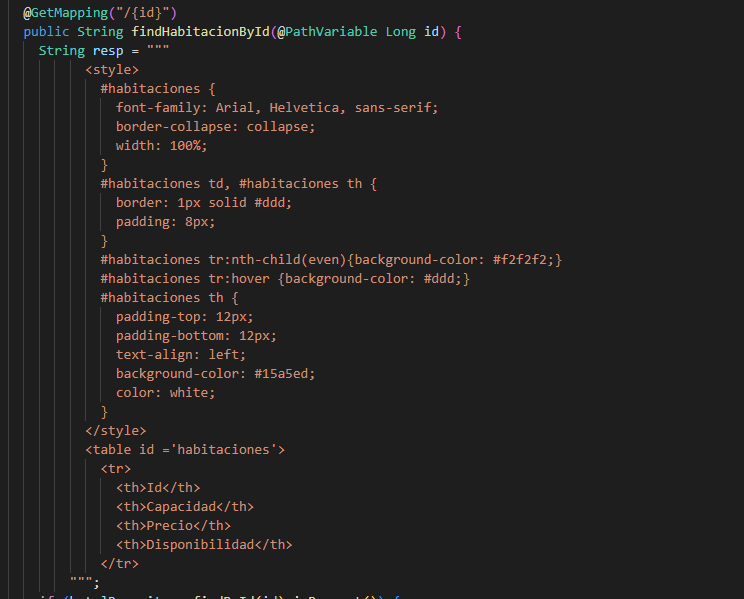 @GetMapping("/{id}")
public String findHabitacionById(@PathVariable Long id) {
String resp = """
<style>
#habitaciones {
font-family: Arial, Helvetica, sans-serif;
border-collapse: collapse;
width: 100%;
}
#habitaciones td, #habitaciones th {
border: 1px solid #ddd;
padding: 8px;
}
#habitaciones tr:nth-child(even){background-color: #f2f2f2;}
#habitaciones tr:hover {background-color: #ddd;}
#habitaciones th {
padding-top: 12px;
padding-bottom: 12px;
text-align: left;
background-color: #15a5ed;
color: white;
}
</style>
<table id ='habitaciones'>
<tr>
<th>Id</th>
<th>Capacidad</th>
<th>Precio</th>
<th>Disponibilidad</th>
</tr>
""";